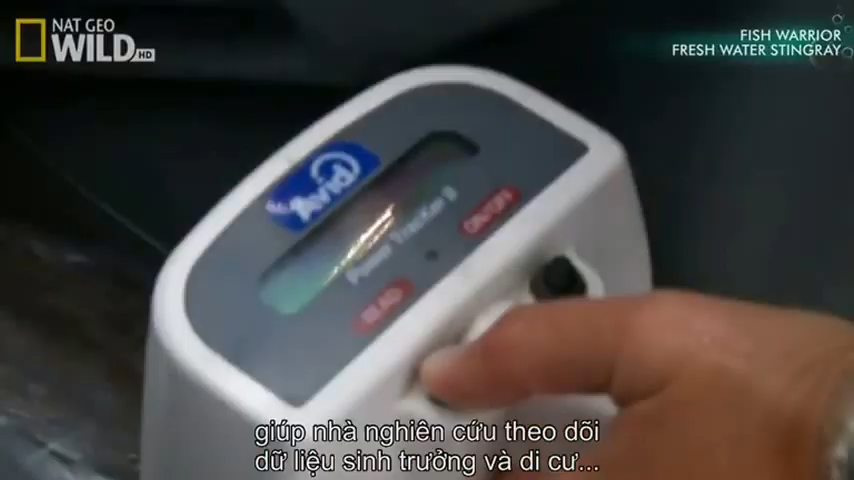 NAT GEO
WILD HD
FISH WARRIOR
FRESH WATER STINGRAY
Avid
Power Tracker II
ON/OFF
READ
giúp nhà nghiên cứu theo dõi
dữ liệu sinh trưởng và di cư...